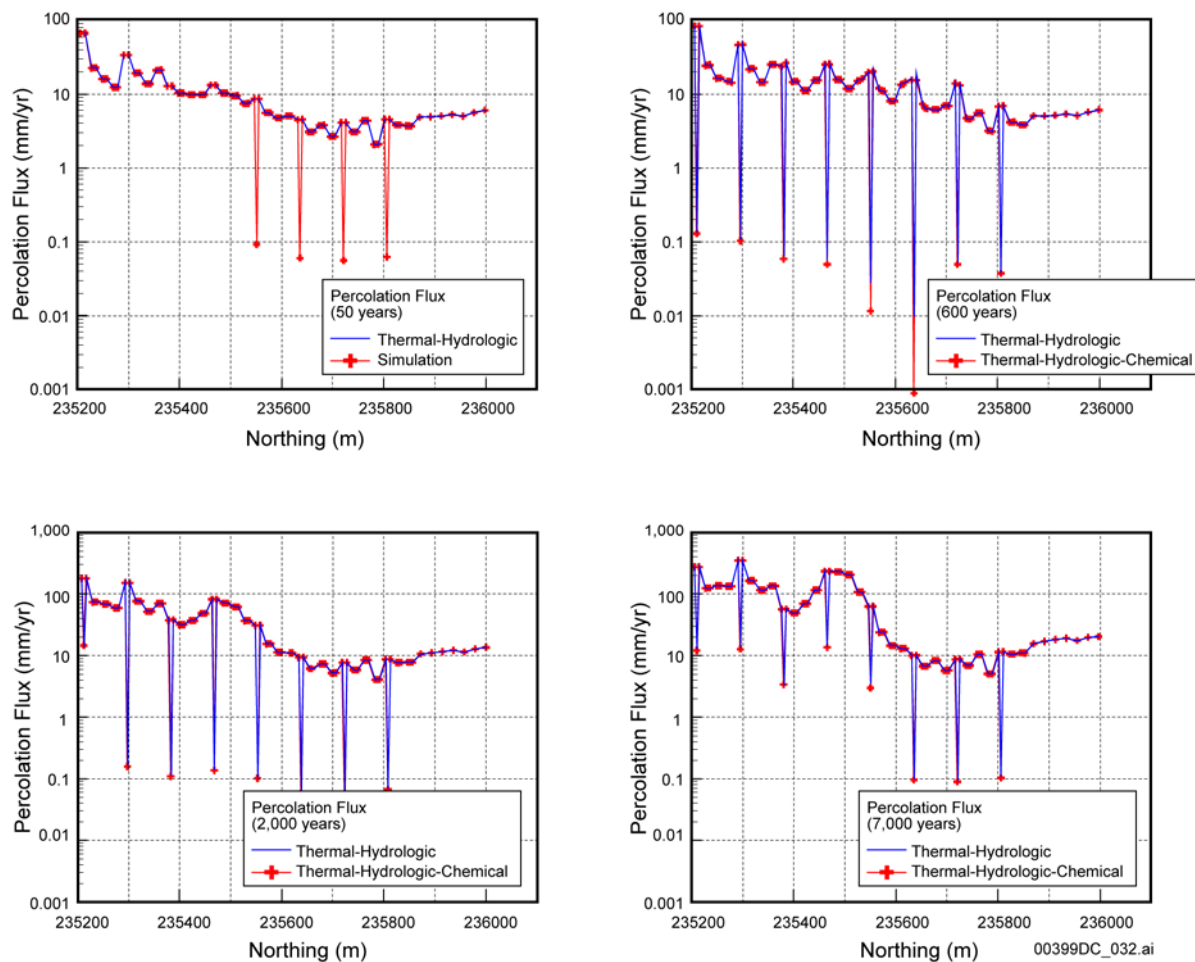 100
10
1
0.1
0.01
0.001
Percolation Flux (mm/yr)
Percolation Flux
(50 years)
Thermal-Hydrologic
Simulation
235200 235400 235600 235800 236000
Northing (m)
100
10
1
0.1
0.01
0.001
Percolation Flux (mm/yr)
Percolation Flux
(600 years)
Thermal-Hydrologic
Thermal-Hydrologic-Chemical
235200 235400 235600 235800 236000
Northing (m)
1,000
100
10
1
0.1
0.01
0.001
Percolation Flux (mm/yr)
Percolation Flux
(2,000 years)
Thermal-Hydrologic
Thermal-Hydrologic-Chemical
235200 235400 235600 235800 236000
Northing (m)
1,000
100
10
1
0.1
0.01
0.001
Percolation Flux (mm/yr)
Percolation Flux
(7,000 years)
Thermal-Hydrologic
Thermal-Hydrologic-Chemical
235200 235400 235600 235800 236000
Northing (m)
00399DC_032.ai